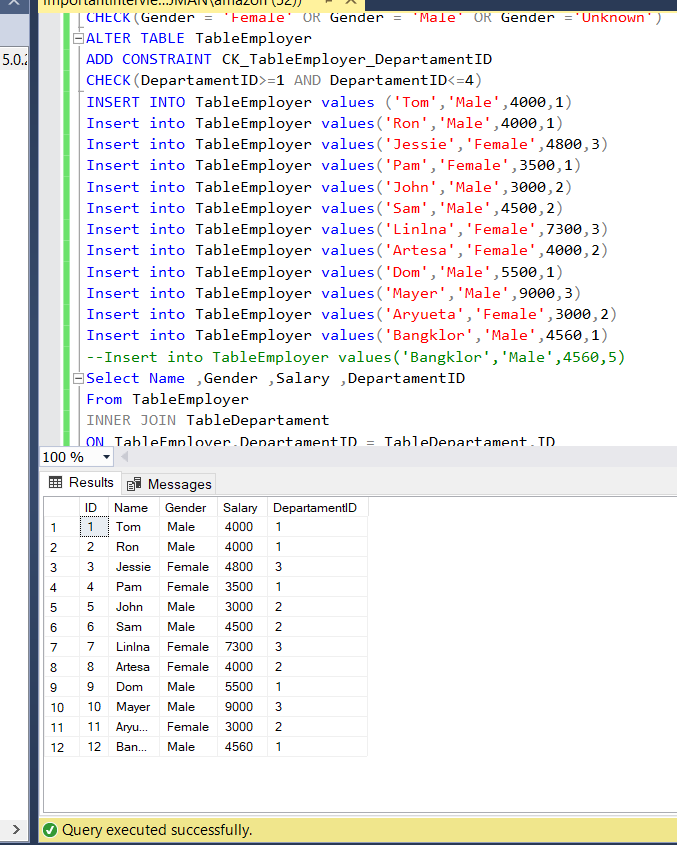 ImportantIntervie...JMAN\amazon (52))
CHECK(Gender = 'Female' OR Gender = 'Male' OR Gender ='Unknown')
ALTER TABLE TableEmployer
ADD CONSTRAINT CK_TableEmployer_DepartamentID
CHECK(DepartamentID>=1 AND DepartamentID<=4)
INSERT INTO TableEmployer values ('Tom','Male',4000,1)
Insert into TableEmployer values('Ron','Male',4000,1)
Insert into TableEmployer values('Jessie','Female',4800,3)
Insert into TableEmployer values('Pam','Female',3500,1)
Insert into TableEmployer values('John','Male',3000,2)
Insert into TableEmployer values('Sam','Male',4500,2)
Insert into TableEmployer values('Linlna','Female',7300,3)
Insert into TableEmployer values('Artesa','Female',4000,2)
Insert into TableEmployer values('Dom','Male',5500,1)
Insert into TableEmployer values('Mayer','Male',9000,3)
Insert into TableEmployer values('Aryueta','Female',3000,2)
Insert into TableEmployer values('Bangklor','Male',4560,1)
--Insert into TableEmployer values('Bangklor','Male',4560,5)
Select Name ,Gender ,Salary ,DepartamentID
From TableEmployer
INNER JOIN TableDepartament
ON TableEmployer.DepartamentID = TableDepartament.ID
5.0.2
100 %
Results Messages
ID Name Gender Salary DepartamentID
1 1 Tom Male 4000 1
2 2 Ron Male 4000 1
3 3 Jessie Female 4800 3
4 4 Pam Female 3500 1
5 5 John Male 3000 2
6 6 Sam Male 4500 2
7 7 Linlna Female 7300 3
8 8 Artesa Female 4000 2
9 9 Dom Male 5500 1
10 10 Mayer Male 9000 3
11 11 Aryu... Female 3000 2
12 12 Ban... Male 4560 1
Query executed successfully.